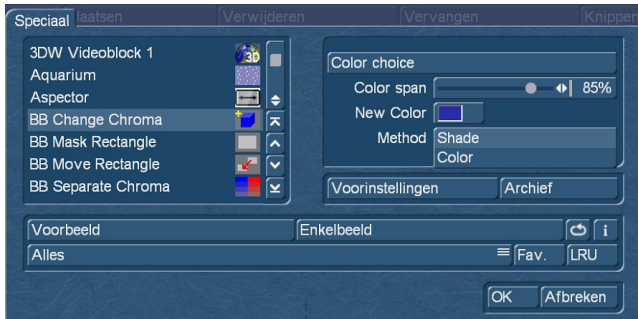 Speciaal laatsen Verwijderen Vervangen Knippen
3DW Videoblock 1
Aquarium
Aspector
BB Change Chroma
BB Mask Rectangle
BB Move Rectangle
BB Separate Chroma
3D
Color choice
Color span 85%
New Color
Method Shade
Color
Voorinstellingen Archief
Voorbeeld Enkelbeeld i
Alles Fav. LRU
OK Afbreken